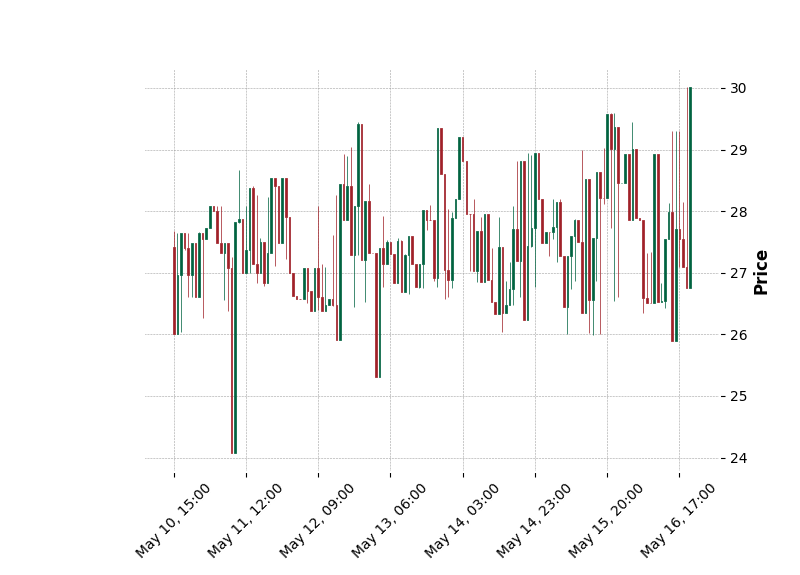 30
29
28
27
26
25
24
Price
May 10, 15:00
May 11, 12:00
May 12, 09:00
May 13, 06:00
May 14, 03:00
May 14, 23:00
May 15, 20:00
May 16, 17:00